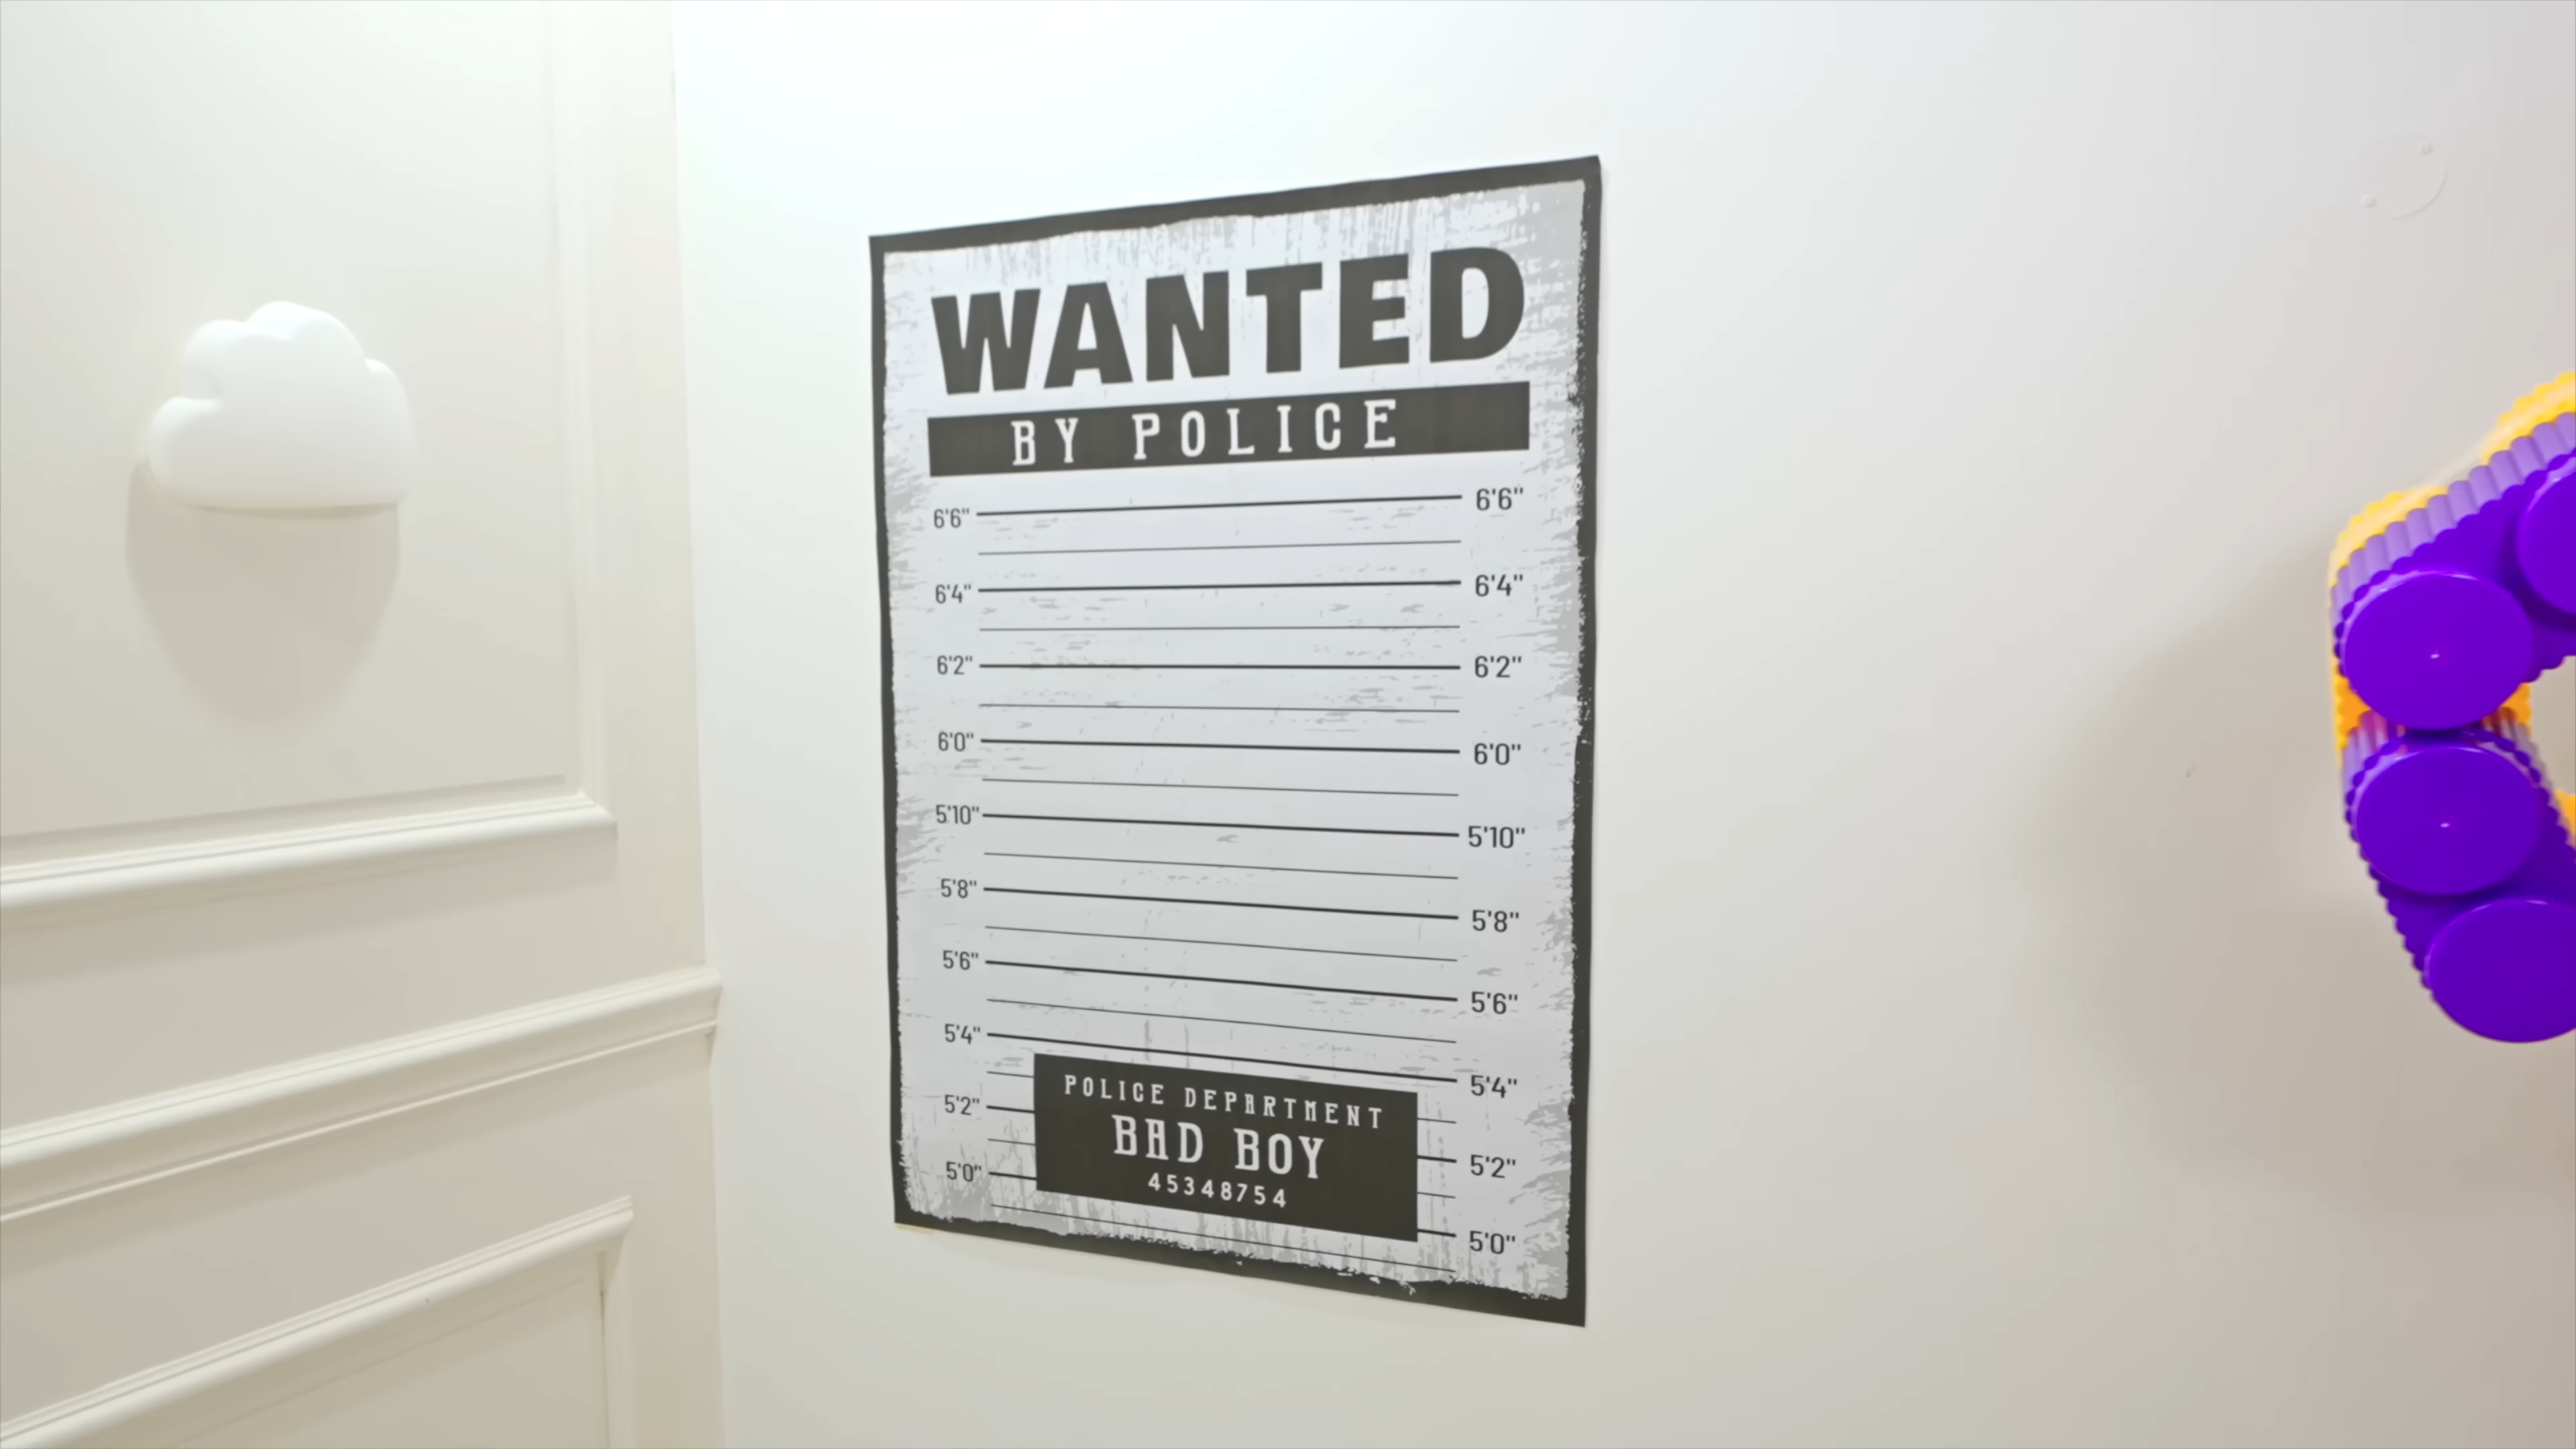 WANTED
BY POLICE
6'6" 6'6"
6'4" 6'4"
6'2" 6'2"
6'0" 6'0"
5'10" 5'10"
5'8" 5'8"
5'6" 5'6"
5'4" 5'4"
POLICE DEPARTMENT
5'2" 5'2"
BAD BOY
45348754
5'0" 5'0"